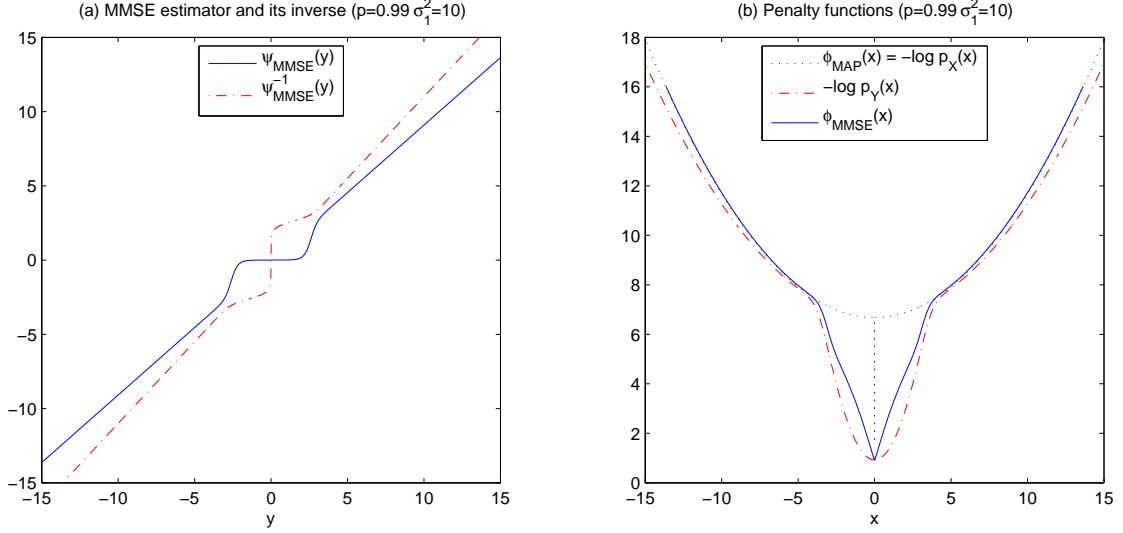 (a) MMSE estimator and its inverse (p=0.99 σ₁²=10)
ψ_MMSE(y)
ψ_MMSE⁻¹(y)
15
10
5
0
−5
−10
−15
−15 −10 −5 0 5 10 15
y
(b) Penalty functions (p=0.99 σ₁²=10)
ϕ_MAP(x) = −log p_X(x)
−log p_Y(x)
ϕ_MMSE(x)
18
16
14
12
10
8
6
4
2
0
−15 −10 −5 0 5 10 15
x